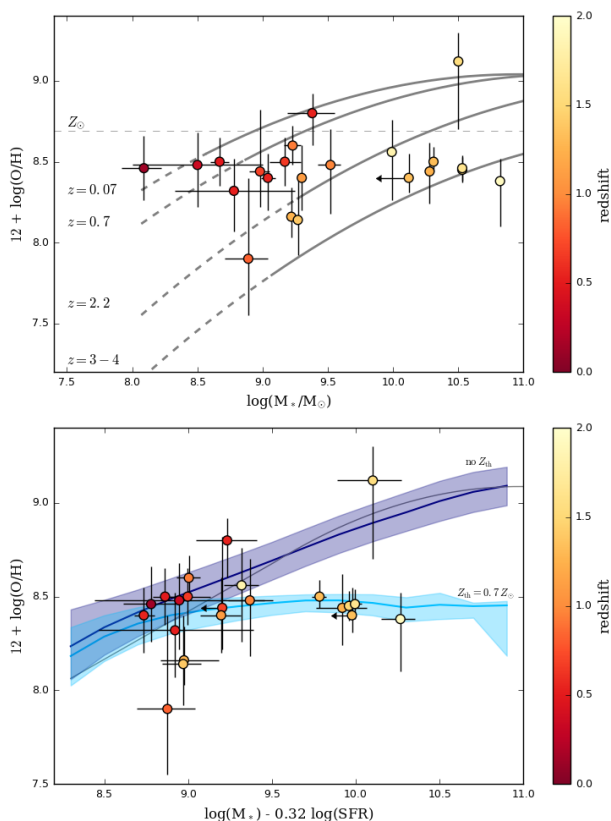 9.0
8.5
8.0
7.5
12 + log(O/H)
Z⊙
z = 0.07
z = 0.7
z = 2.2
z = 3 − 4
7.5 8.0 8.5 9.0 9.5 10.0 10.5 11.0
log(M*/M⊙)
2.0
1.5
1.0
0.5
0.0
redshift
9.0
8.5
8.0
7.5
12 + log(O/H)
no Zth
Zth = 0.7 Z⊙
8.5 9.0 9.5 10.0 10.5 11.0
log(M*) - 0.32 log(SFR)
2.0
1.5
1.0
0.5
0.0
redshift